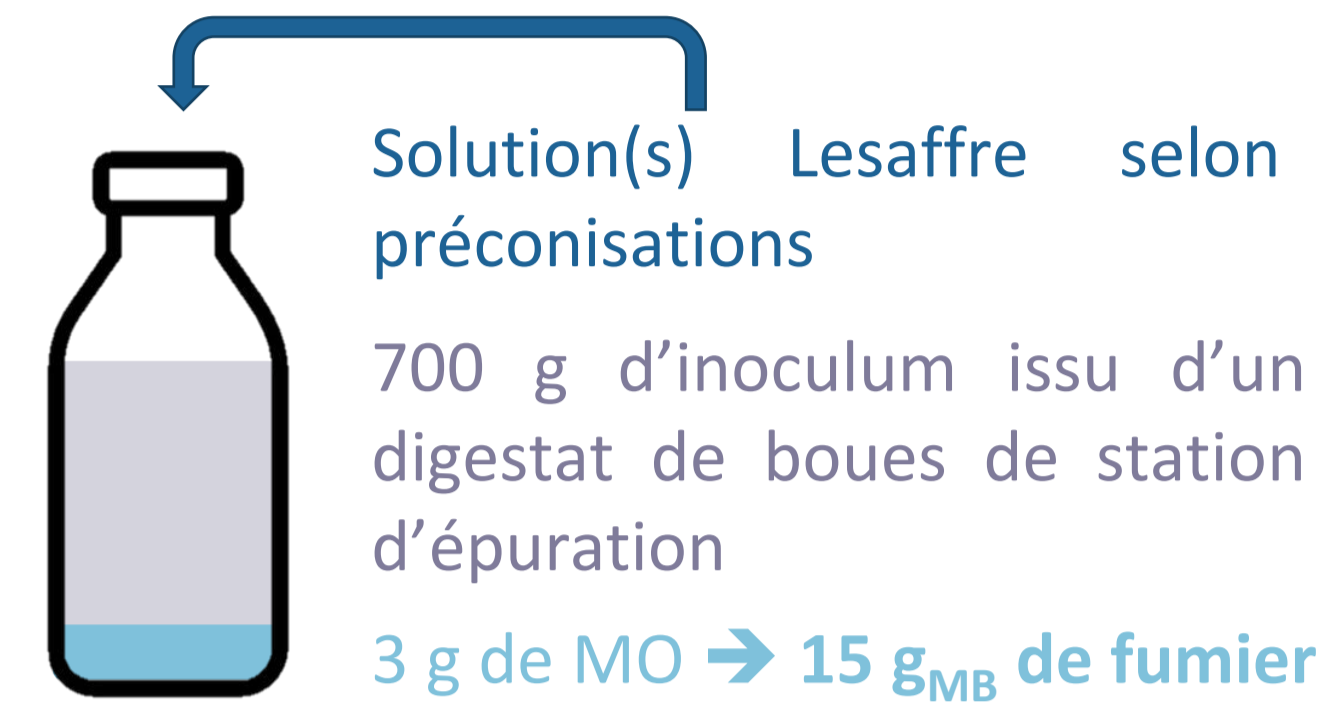 Solution(s) Lesaffre selon
préconisations
700 g d’inoculum issu d’un
digestat de boues de station
d’épuration
3 g de MO ➔ 15 gMB de fumier